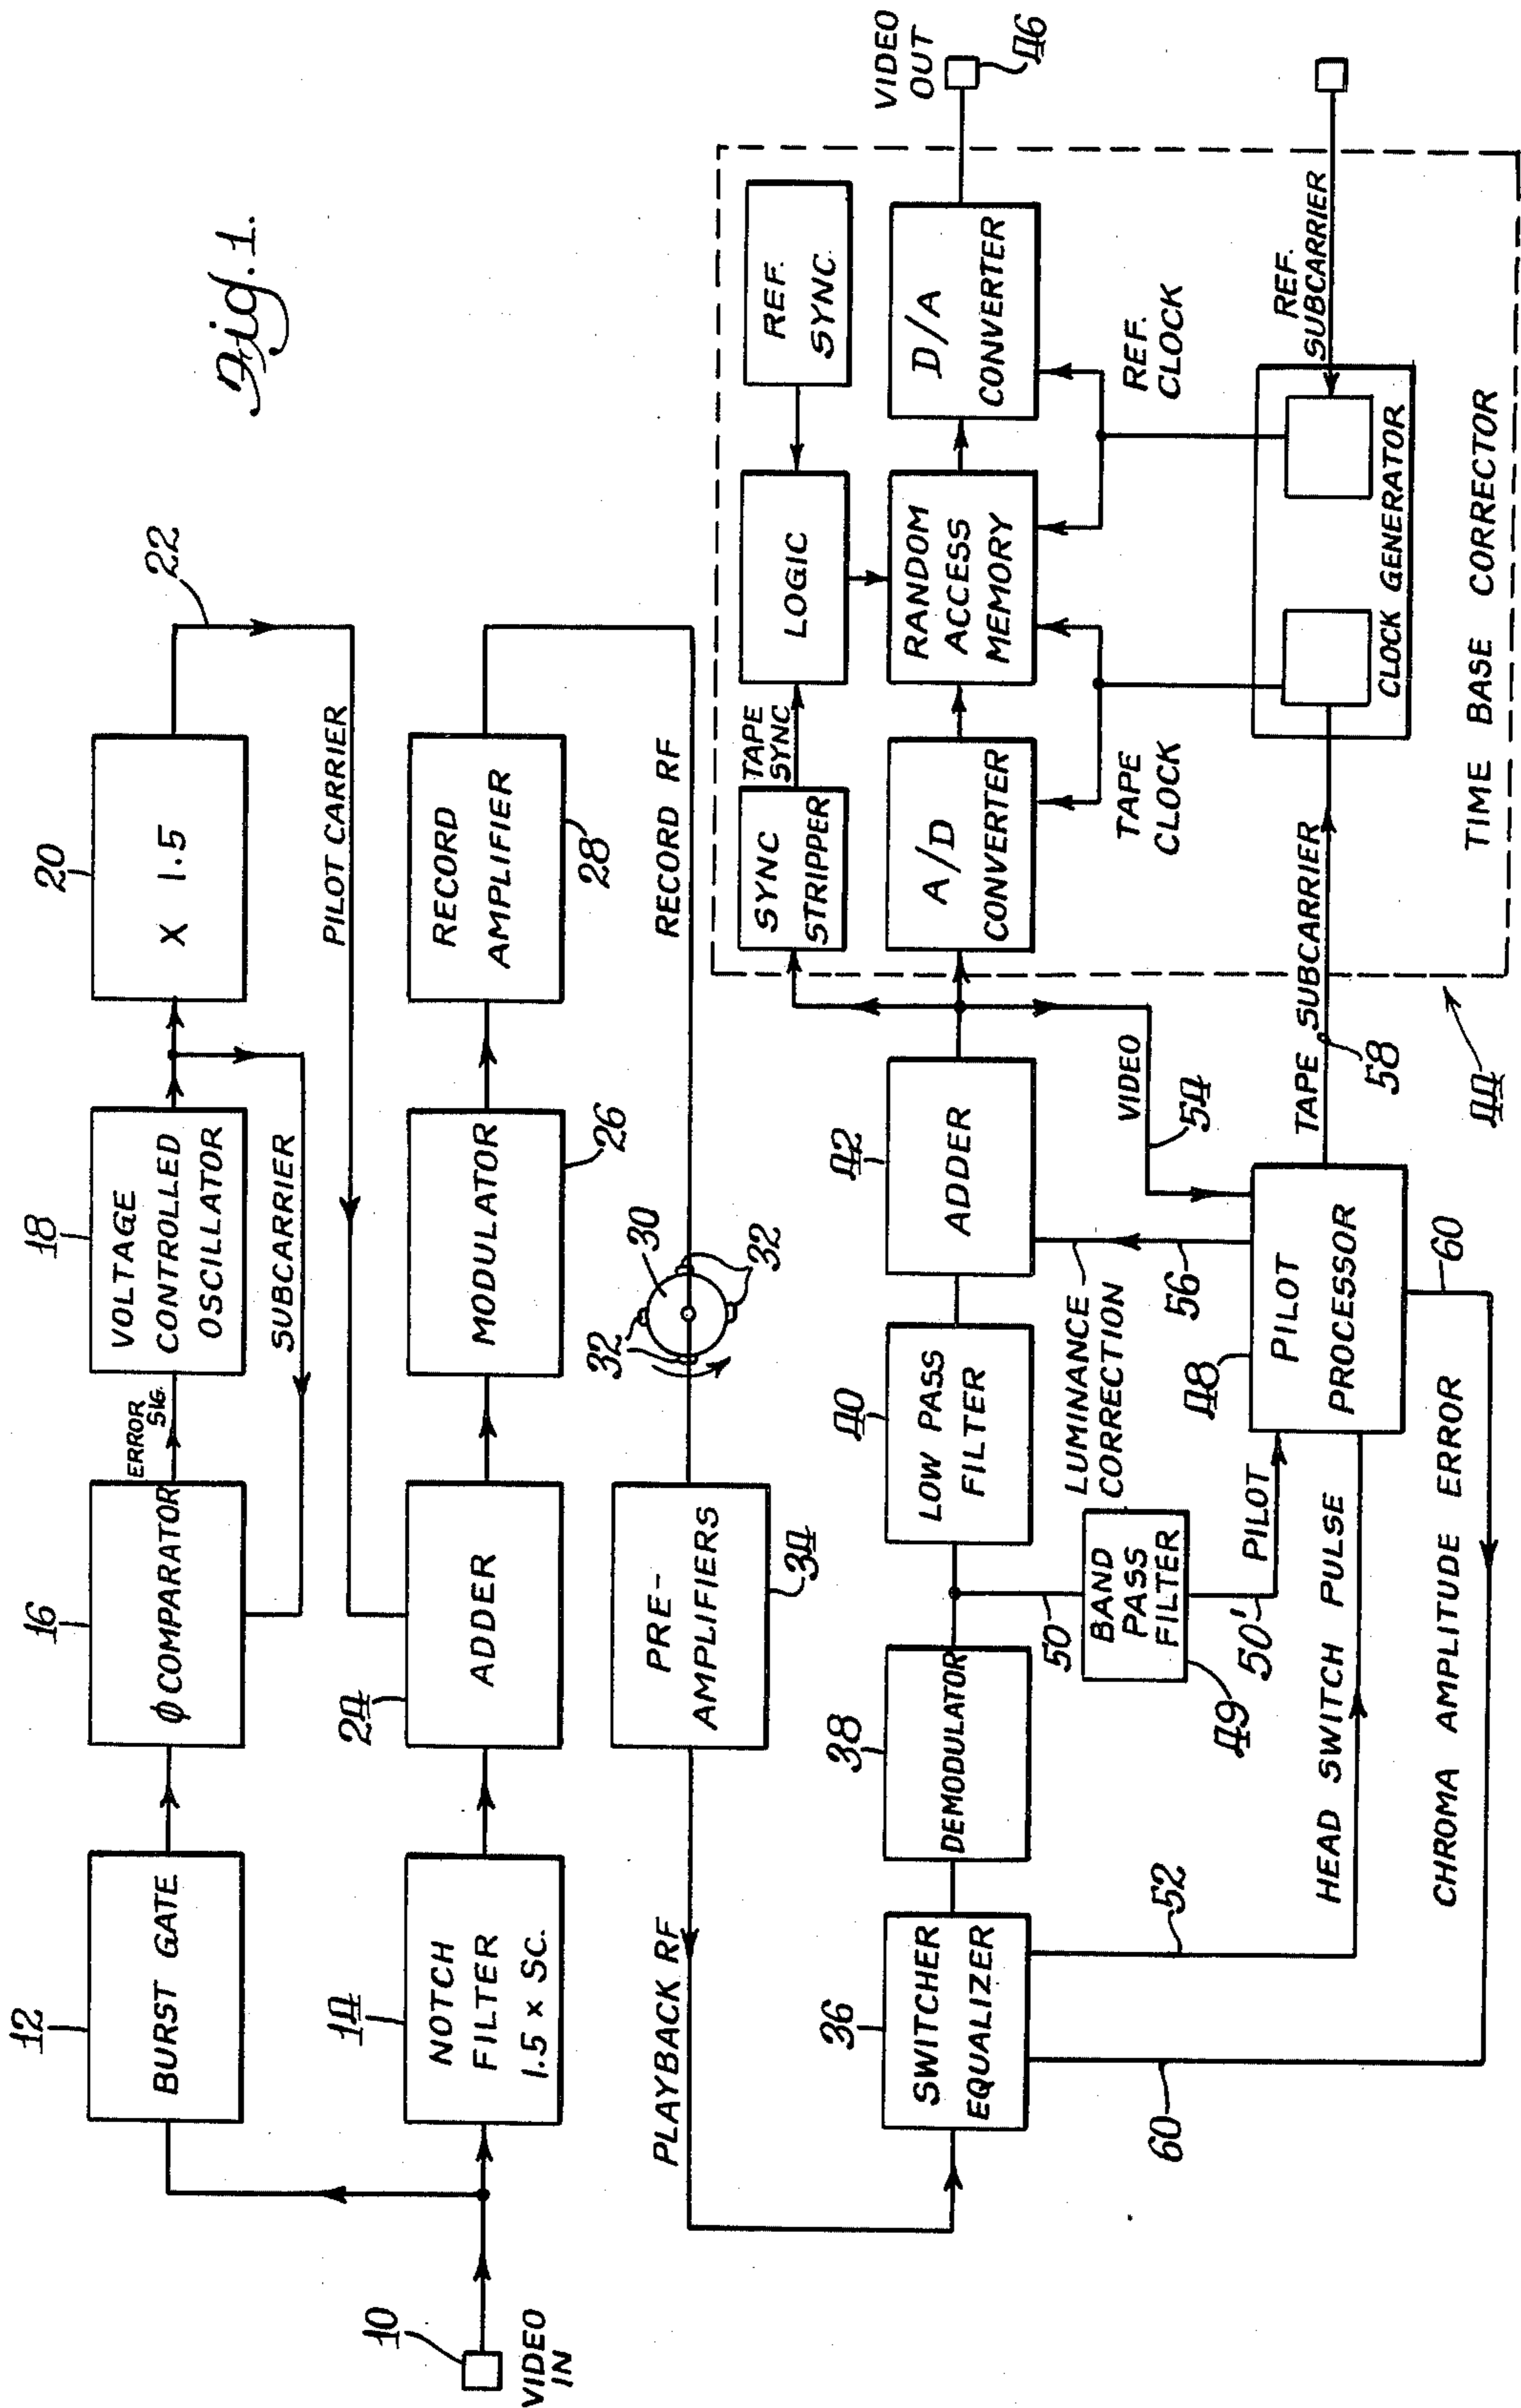 Fig. 1.
10
VIDEO
IN
12
BURST GATE
14
NOTCH
FILTER
1.5 × SC.
16
φ COMPARATOR
ERROR
SIG.
18
VOLTAGE
CONTROLLED
OSCILLATOR
SUBCARRIER
20
X 1.5
22
PILOT CARRIER
24
ADDER
MODULATOR
26
RECORD
AMPLIFIER
28
RECORD RF
30
32
32
PRE-
AMPLIFIERS
34
PLAYBACK RF
36
SWITCHER
EQUALIZER
38
DEMODULATOR
40
LOW PASS
FILTER
42
ADDER
50
BAND
PASS
FILTER
49
50'
PILOT
LUMINANCE
CORRECTION
56
VIDEO
54
48
PILOT
PROCESSOR
52
HEAD SWITCH PULSE
60
60
CHROMA AMPLITUDE ERROR
TAPE SUBCARRIER
58
44
SYNC
STRIPPER
TAPE
SYNC
LOGIC
REF.
SYNC.
A/D
CONVERTER
RANDOM
ACCESS
MEMORY
D/A
CONVERTER
VIDEO
OUT
46
TAPE
CLOCK
REF.
CLOCK
CLOCK GENERATOR
REF.
SUBCARRIER
TIME BASE CORRECTOR